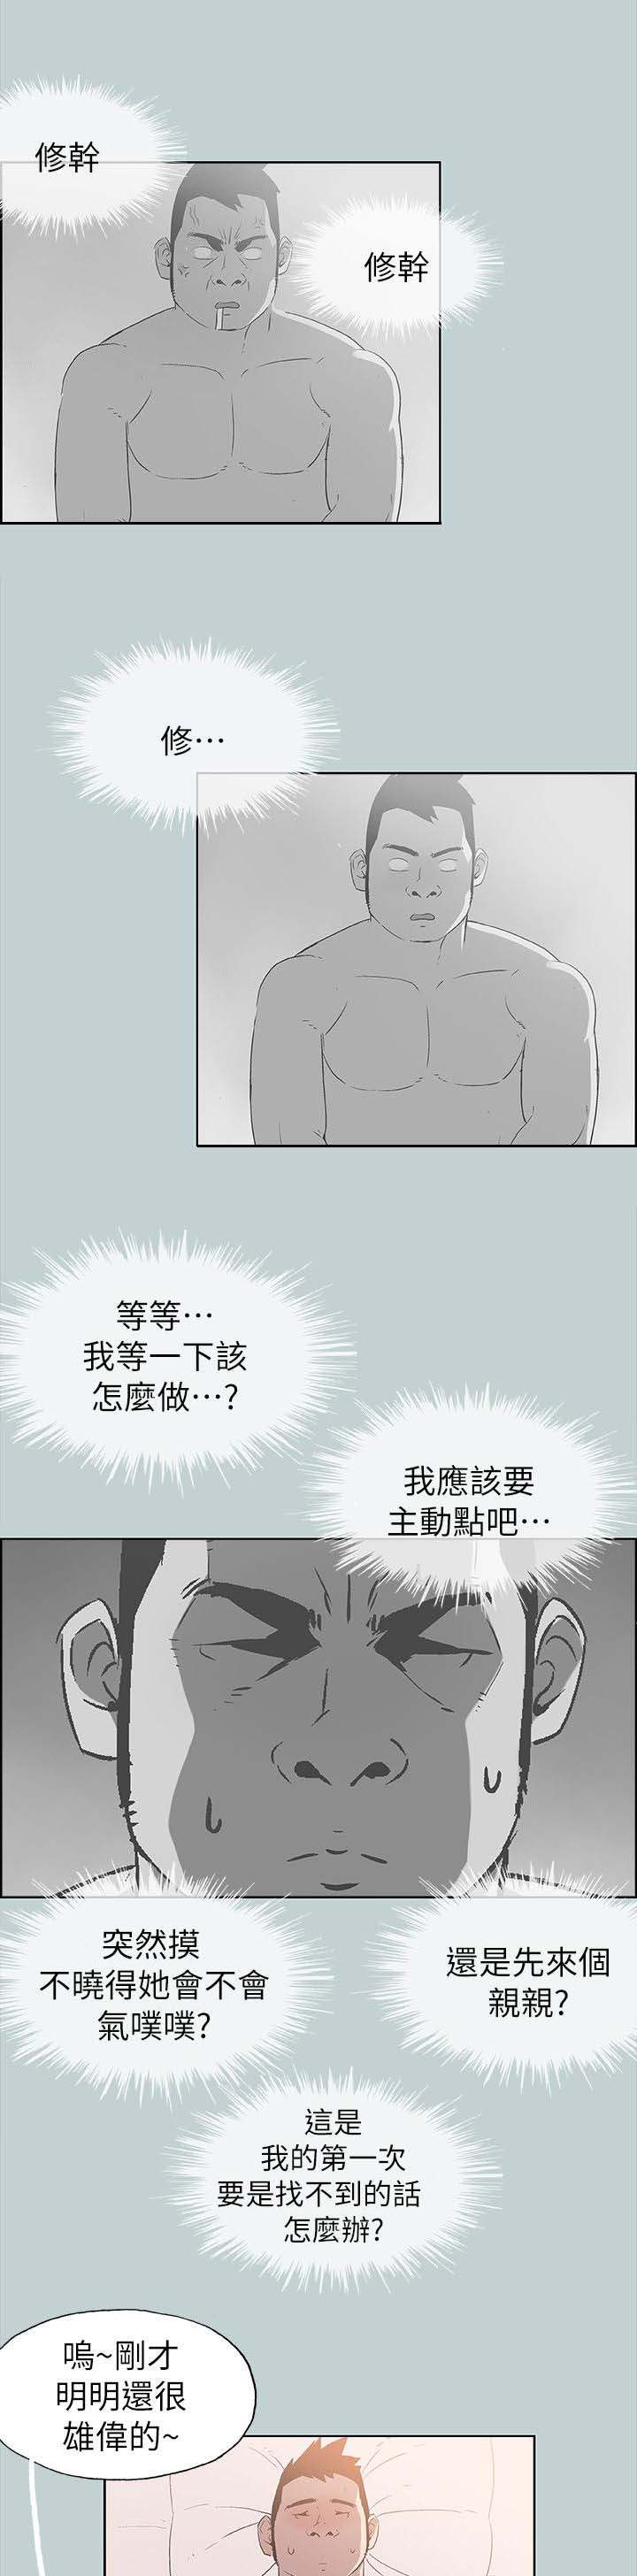 修幹
修幹
修⋯
等等⋯
我等一下該
怎麼做⋯?
我應該要
主動點吧⋯
突然摸
不曉得她會不會
氣噗噗?
還是先來個
親親?
這是
我的第一次
要是找不到的話
怎麼辦?
嗚~剛才
明明還很
雄偉的~